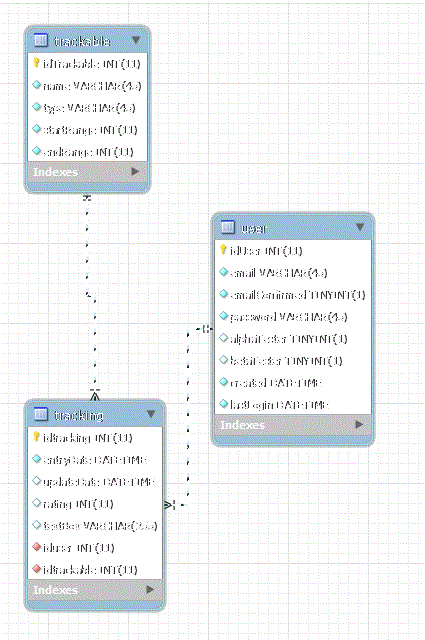 trackable
idTrackable INT(11)
name VARCHAR(45)
type VARCHAR(45)
startRange INT(11)
endRange INT(11)
Indexes
user
idUser INT(11)
email VARCHAR(45)
emailConfirmed TINYINT(1)
password VARCHAR(45)
alphaTester TINYINT(1)
betaTester TINYINT(1)
created DATETIME
lastLogin DATETIME
Indexes
tracking
idtracking INT(11)
entryDate DATETIME
updateDate DATETIME
rating INT(11)
textBox VARCHAR(255)
iduser INT(11)
idtrackable INT(11)
Indexes